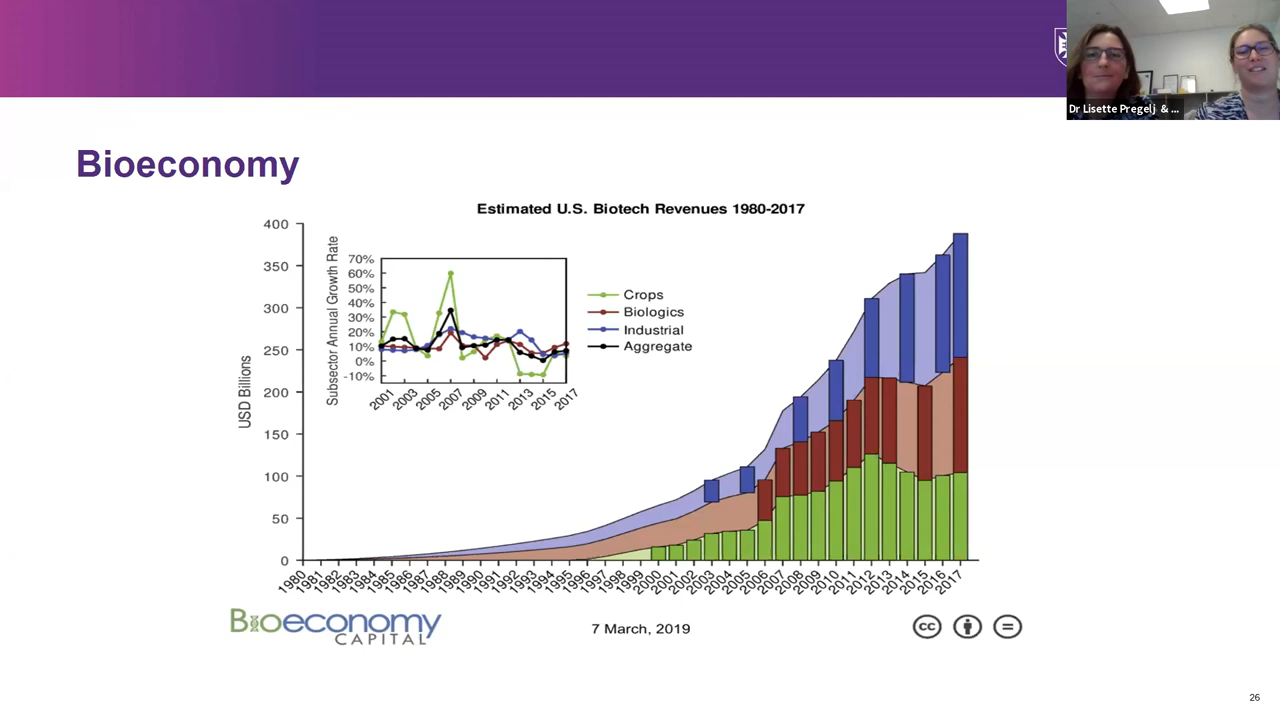 Dr Lisette Pregelj & ...
Bioeconomy
Estimated U.S. Biotech Revenues 1980-2017
USD Billions
400
350
300
250
200
150
100
50
0
Subsector Annual Growth Rate
70%
60%
50%
40%
30%
20%
10%
0%
-10%
2001 2003 2005 2007 2009 2011 2013 2015 2017
Crops
Biologics
Industrial
Aggregate
1980 1981 1982 1983 1984 1985 1986 1987 1988 1989 1990 1991 1992 1993 1994 1995 1996 1997 1998 1999 2000 2001 2002 2003 2004 2005 2006 2007 2008 2009 2010 2011 2012 2013 2014 2015 2016 2017
Bioeconomy
CAPITAL
7 March, 2019
cc
26